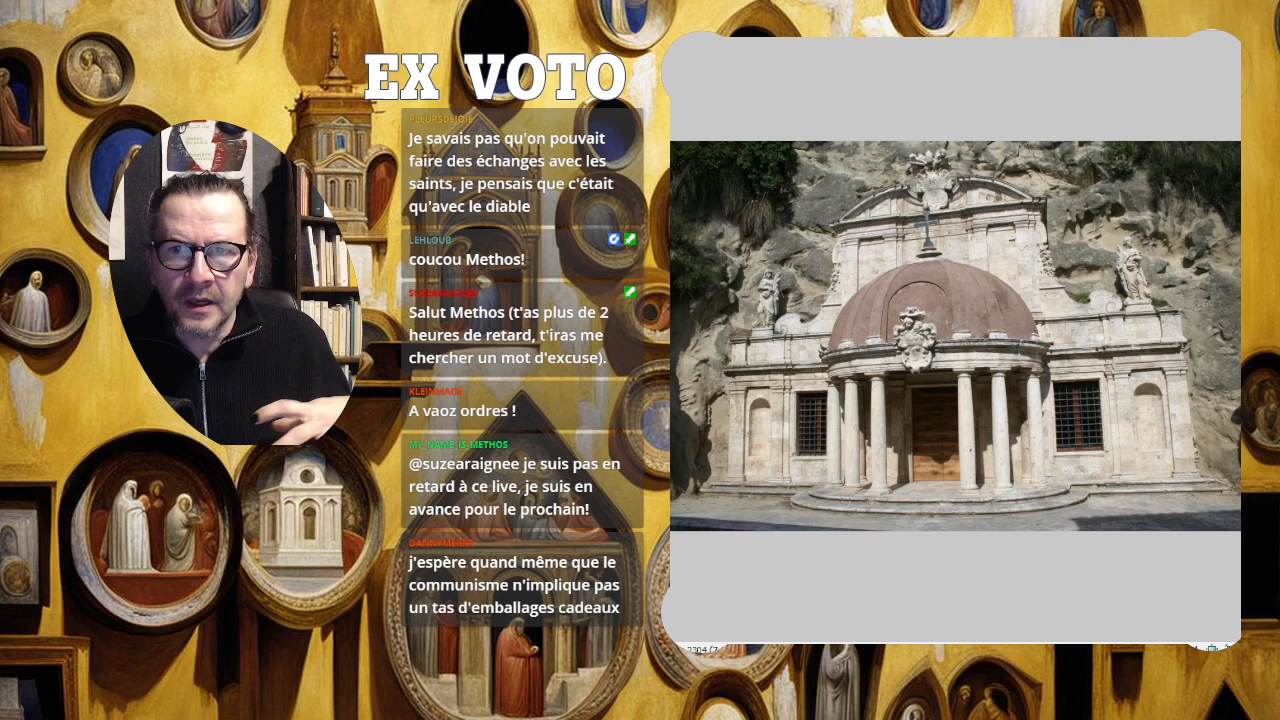 EX VOTO
PLEURSDEJOIE
Je savais pas qu'on pouvait
faire des échanges avec les
saints, je pensais que c'était
qu'avec le diable
LEHLOUB
coucou Methos!
SUZEARAIGNEE
Salut Methos (t'as plus de 2
heures de retard, t'iras me
chercher un mot d'excuse).
A vaoz ordres !
MY NAME IS METHOS
@suzearaignee je suis pas en
retard à ce live, je suis en
avance pour le prochain!
j'espère quand même que le
communisme n'implique pas
un tas d'emballages cadeaux